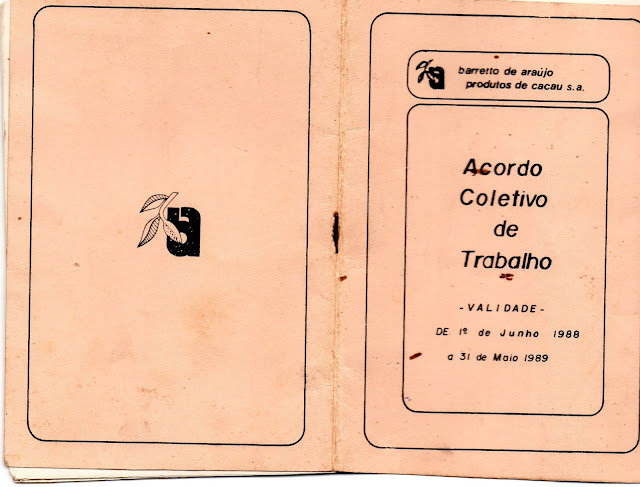 a
a
barretto de araújo
produtos de cacau s.a.
Acordo
Coletivo
de
Trabalho
-VALIDADE-
DE 1º de Junho 1988
a 31 de Maio 1989